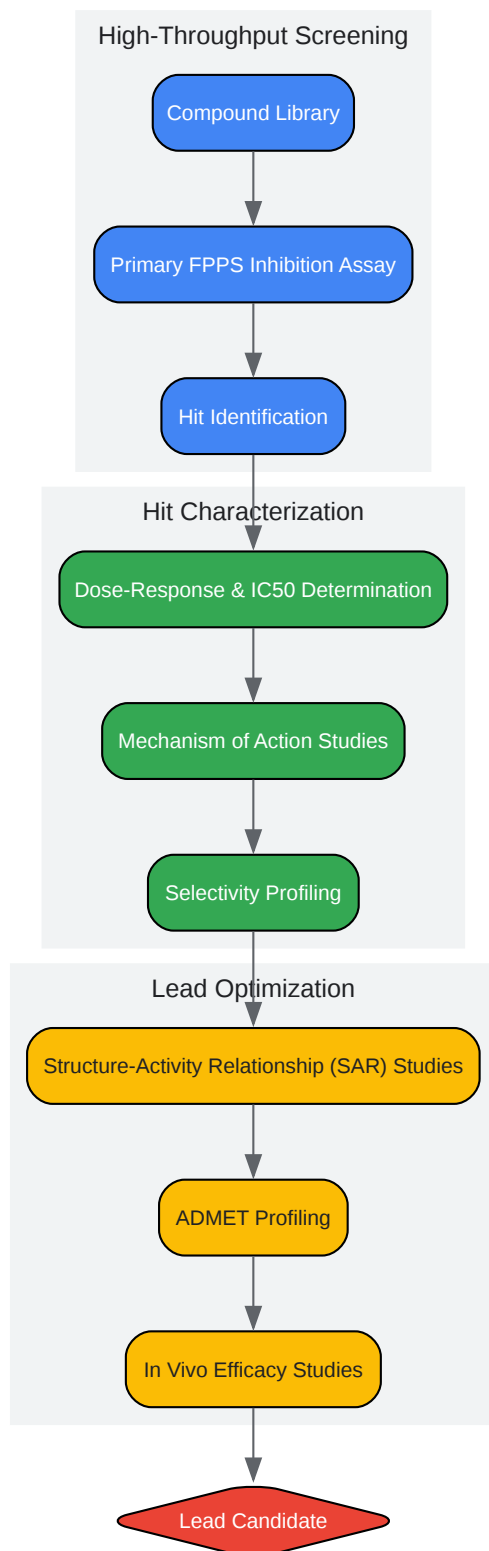 High-Throughput Screening
Compound Library
Primary FPPS Inhibition Assay
Hit Identification
Hit Characterization
Dose-Response & IC50 Determination
Mechanism of Action Studies
Selectivity Profiling
Lead Optimization
Structure-Activity Relationship (SAR) Studies
ADMET Profiling
In Vivo Efficacy Studies
Lead Candidate